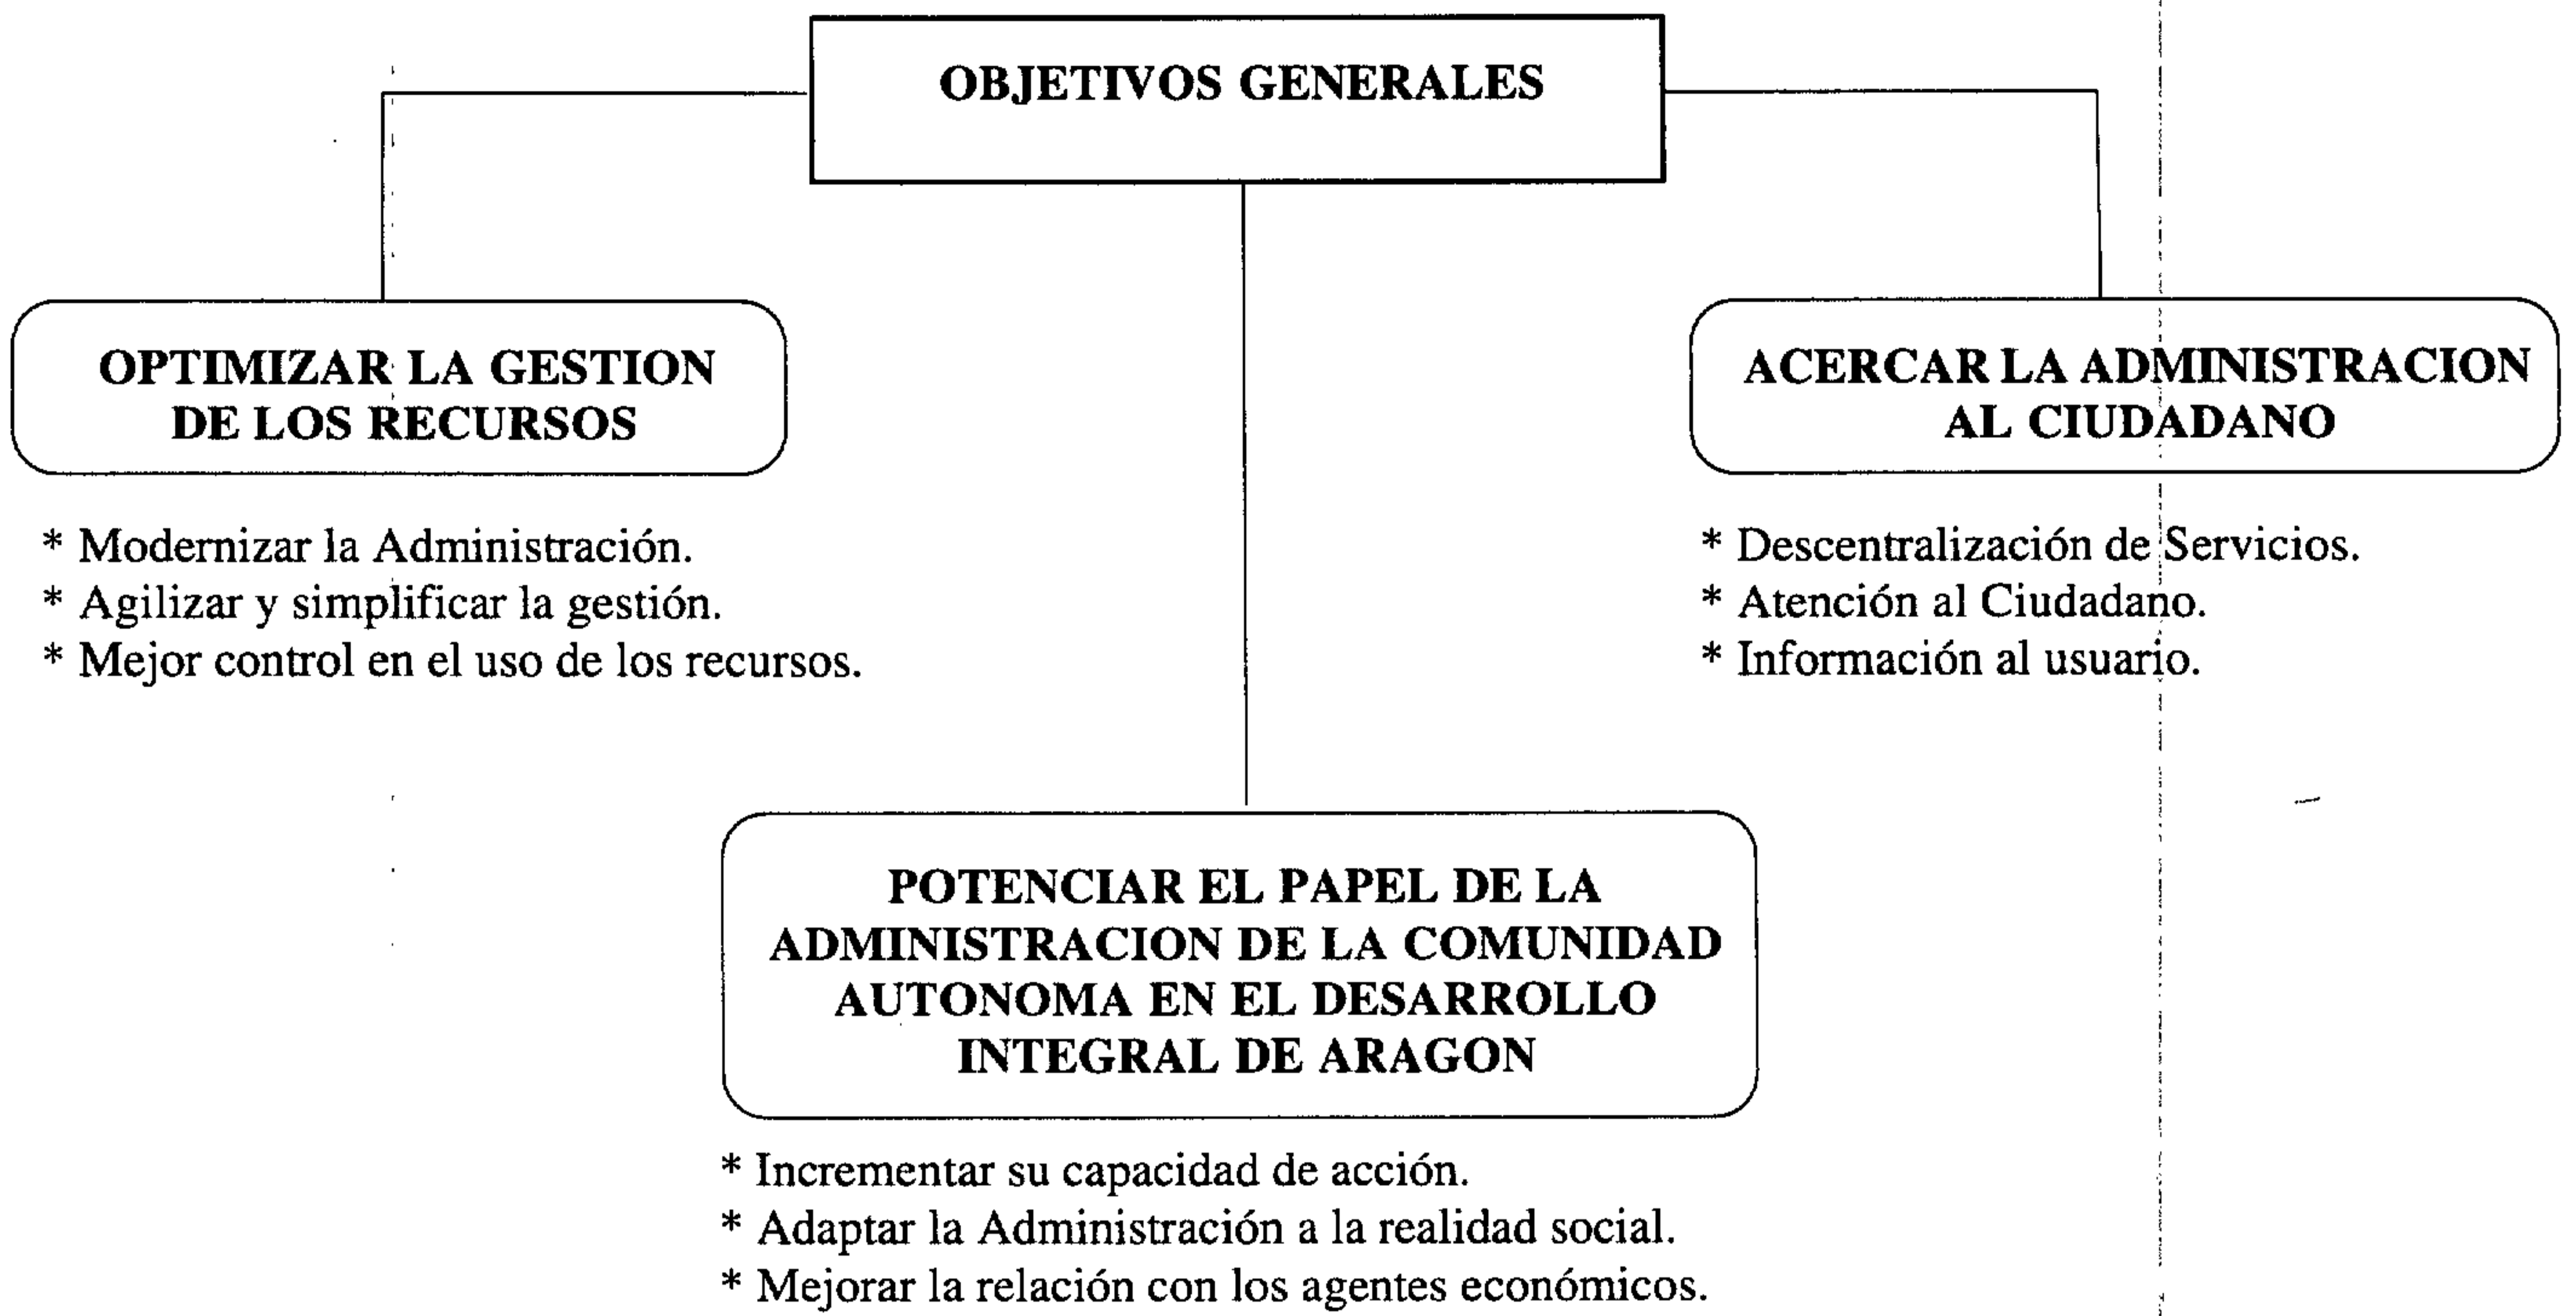 OBJETIVOS GENERALES
OPTIMIZAR LA GESTION
DE LOS RECURSOS
* Modernizar la Administración.
* Agilizar y simplificar la gestión.
* Mejor control en el uso de los recursos.
ACERCAR LA ADMINISTRACION
AL CIUDADANO
* Descentralización de Servicios.
* Atención al Ciudadano.
* Información al usuario.
POTENCIAR EL PAPEL DE LA
ADMINISTRACION DE LA COMUNIDAD
AUTONOMA EN EL DESARROLLO
INTEGRAL DE ARAGON
* Incrementar su capacidad de acción.
* Adaptar la Administración a la realidad social.
* Mejorar la relación con los agentes económicos.